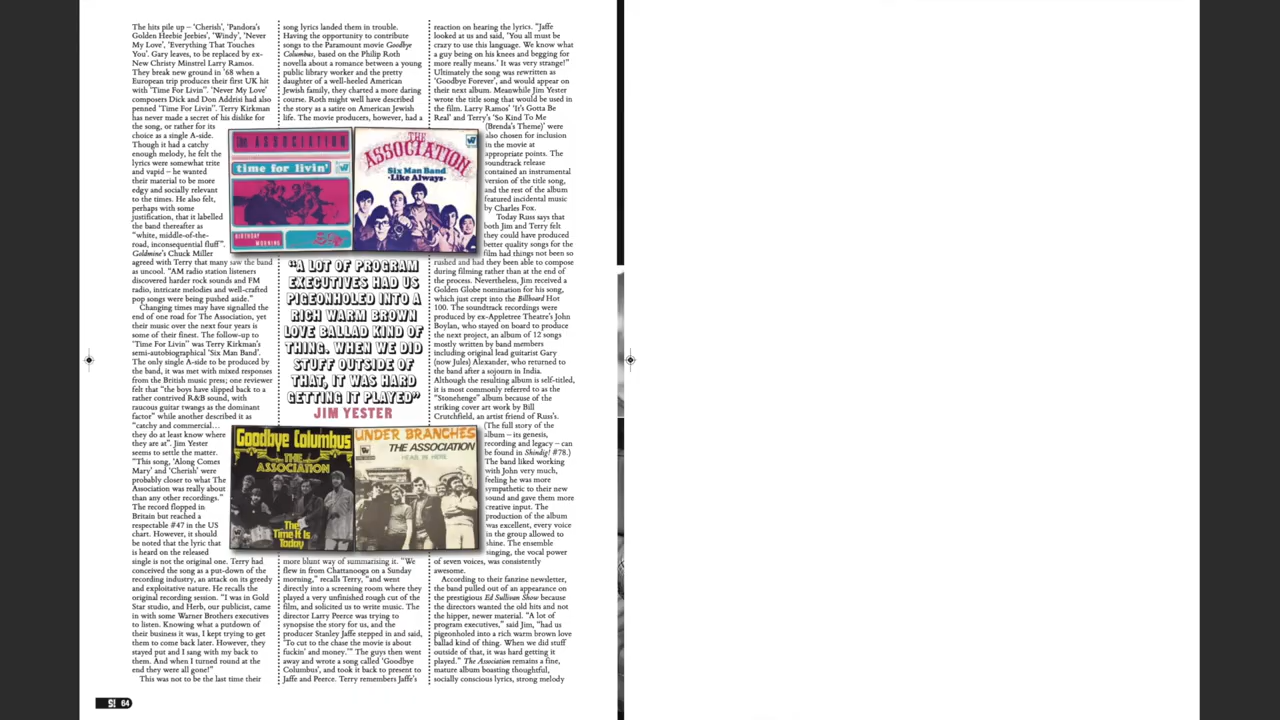 The hits pile up – ‘Cherish’, ‘Pandora’s
Golden Heebie Jeebies’, ‘Windy’, ‘Never
My Love’, ‘Everything That Touches
You’. Gary leaves, to be replaced by ex-
New Christy Minstrel Larry Ramos.
They break new ground in ’68 when a
European trip produces their first UK hit
with ‘Time For Livin’’. ‘Never My Love’
composers Dick and Don Addrisi had also
penned ‘Time For Livin’’. Terry Kirkman
has never made a secret of his dislike for
the song, or rather for its
choice as a single A-side.
Though it had a catchy
enough melody, he felt the
lyrics were somewhat trite
and vapid – he wanted
their material to be more
edgy and socially relevant
to the times. He also felt,
perhaps with some
justification, that it labelled
the band thereafter as
“white, middle-of-the-
road, inconsequential fluff”.
Goldmine’s Chuck Miller
agreed with Terry that many saw the band
as uncool. “AM radio station listeners
discovered harder rock sounds and FM
radio, intricate melodies and well-crafted
pop songs were being pushed aside.”
Changing times may have signalled the
end of one road for The Association, yet
their music over the next four years is
some of their finest. The follow-up to
‘Time For Livin’’ was Terry Kirkman’s
semi-autobiographical ‘Six Man Band’.
The only single A-side to be produced by
the band, it was met with mixed responses
from the British music press; one reviewer
felt that “the boys have slipped back to a
rather contrived R&B sound, with
raucous guitar twangs as the dominant
factor” while another described it as
“catchy and commercial…
they do at least know where
they are at”. Jim Yester
seems to settle the matter.
“This song, ‘Along Comes
Mary’ and ‘Cherish’ were
probably closer to what The
Association was really about
than any other recordings.”
The record flopped in
Britain but reached a
respectable #47 in the US
chart. However, it should
be noted that the lyric that
is heard on the released
single is not the original one. Terry had
conceived the song as a put-down of the
recording industry, an attack on its greedy
and exploitative nature. He recalls the
original recording session. “I was in Gold
Star studio, and Herb, our publicist, came
in with some Warner Brothers executives
to listen. Knowing what a putdown of
their business it was, I kept trying to get
them to come back later. However, they
stayed put and I sang with my back to
them. And when I turned round at the
end they were all gone!”
This was not to be the last time their
song lyrics landed them in trouble.
Having the opportunity to contribute
songs to the Paramount movie Goodbye
Columbus, based on the Philip Roth
novella about a romance between a young
public library worker and the pretty
daughter of a well-heeled American
Jewish family, they charted a more daring
course. Roth might well have described
the story as a satire on American Jewish
life. The movie producers, however, had a
The ASSOCIATION
time for livin’
BIRTHDAY
MORNING
THE
ASSOCIATION
Six Man Band
-Like Always-
“A LOT OF PROGRAM
EXECUTIVES HAD US
PIGEONHOLED INTO A
RICH WARM BROWN
LOVE BALLAD KIND OF
THING. WHEN WE DID
STUFF OUTSIDE OF
THAT, IT WAS HARD
GETTING IT PLAYED”
JIM YESTER
Goodbye Columbus
THE
ASSOCIATION
The
Time It Is
Today
UNDER BRANCHES
THE ASSOCIATION
HEAR IN HERE
more blunt way of summarising it. “We
flew in from Chattanooga on a Sunday
morning,” recalls Terry, “and went
directly into a screening room where they
played a very unfinished rough cut of the
film, and solicited us to write music. The
director Larry Peerce was trying to
synopsise the story for us, and the
producer Stanley Jaffe stepped in and said,
‘To cut to the chase the movie is about
fuckin’ and money.’” The guys then went
away and wrote a song called ‘Goodbye
Columbus’, and took it back to present to
Jaffe and Peerce. Terry remembers Jaffe’s
reaction on hearing the lyrics. “Jaffe
looked at us and said, ‘You all must be
crazy to use this language. We know what
a guy being on his knees and begging for
more really means.’ It was very strange!”
Ultimately the song was rewritten as
‘Goodbye Forever’, and would appear on
their next album. Meanwhile Jim Yester
wrote the title song that would be used in
the film. Larry Ramos’ ‘It’s Gotta Be
Real’ and Terry’s ‘So Kind To Me
(Brenda’s Theme)’ were
also chosen for inclusion
in the movie at
appropriate points. The
soundtrack release
contained an instrumental
version of the title song,
and the rest of the album
featured incidental music
by Charles Fox.
Today Russ says that
both Jim and Terry felt
they could have produced
better quality songs for the
film had things not been so
rushed and had they been able to compose
during filming rather than at the end of
the process. Nevertheless, Jim received a
Golden Globe nomination for his song,
which just crept into the Billboard Hot
100. The soundtrack recordings were
produced by ex-Appletree Theatre’s John
Boylan, who stayed on board to produce
the next project, an album of 12 songs
mostly written by band members
including original lead guitarist Gary
(now Jules) Alexander, who returned to
the band after a sojourn in India.
Although the resulting album is self-titled,
it is most commonly referred to as the
“Stonehenge” album because of the
striking cover art work by Bill
Crutchfield, an artist friend of Russ’s.
(The full story of the
album – its genesis,
recording and legacy – can
be found in Shindig! #78.)
The band liked working
with John very much,
feeling he was more
sympathetic to their new
sound and gave them more
creative input. The
production of the album
was excellent, every voice
in the group allowed to
shine. The ensemble
singing, the vocal power
of seven voices, was consistently
awesome.
According to their fanzine newsletter,
the band pulled out of an appearance on
the prestigious Ed Sullivan Show because
the directors wanted the old hits and not
the hipper, newer material. “A lot of
program executives,” said Jim, “had us
pigeonholed into a rich warm brown love
ballad kind of thing. When we did stuff
outside of that, it was hard getting it
played.” The Association remains a fine,
mature album boasting thoughtful,
socially conscious lyrics, strong melody
S! 64